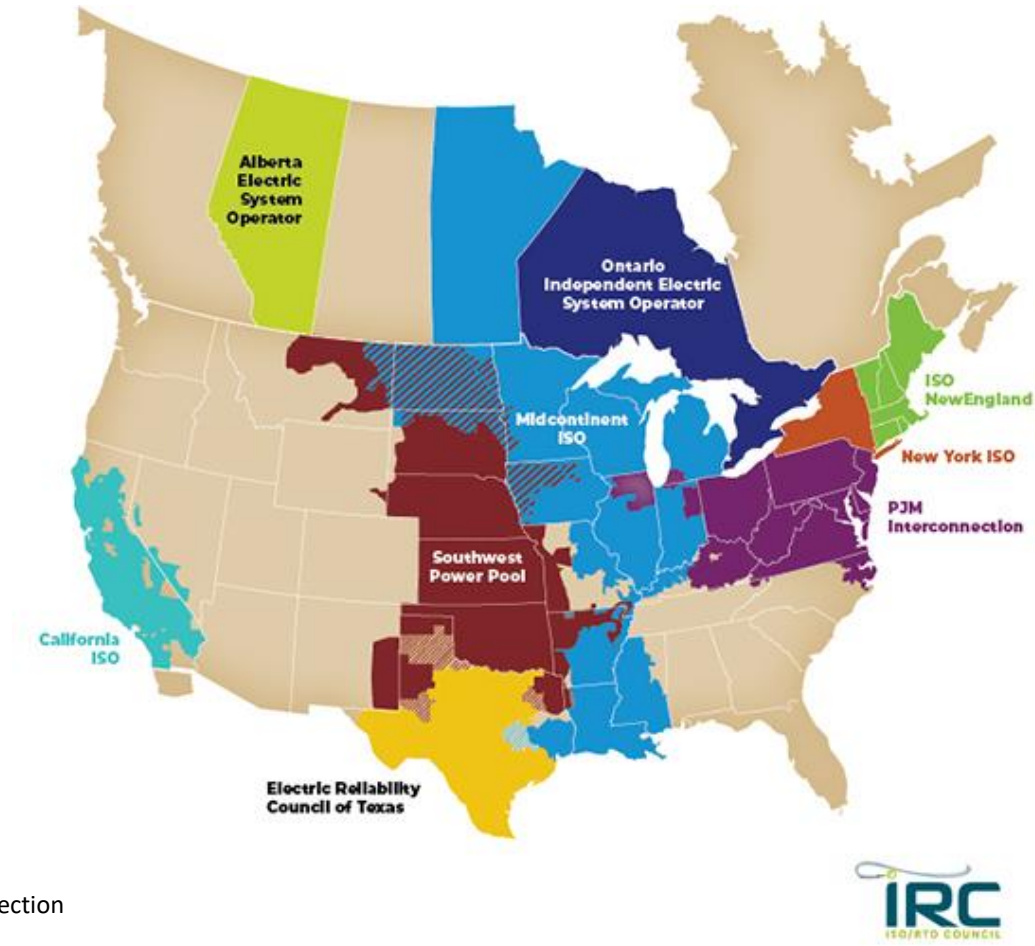 Alberta
Electric
System
Operator
Ontario
Independent Electric
System Operator
Midcontinent
ISO
ISO
NewEngland
New York ISO
PJM
Interconnection
Southwest
Power Pool
California
ISO
Electric Reliability
Council of Texas
ection
IRC
ISO/RTO COUNCIL